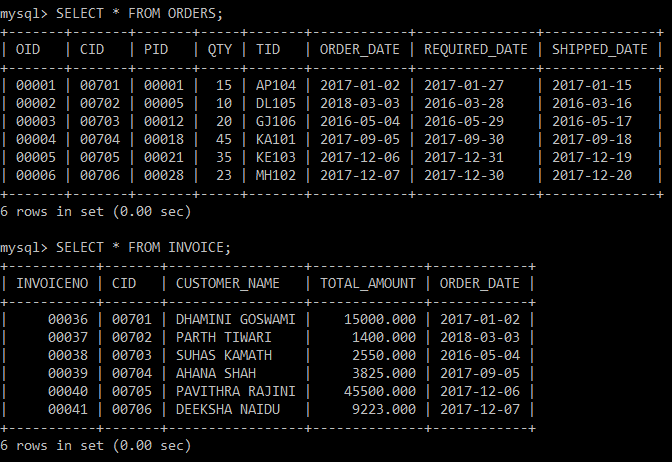 mysql> SELECT * FROM ORDERS;
+-------+-------+-------+-----+-------+------------+---------------+--------------+
| OID   | CID   | PID   | QTY | TID   | ORDER_DATE | REQUIRED_DATE | SHIPPED_DATE |
+-------+-------+-------+-----+-------+------------+---------------+--------------+
| 00001 | 00701 | 00001 |  15 | AP104 | 2017-01-02 | 2017-01-27    | 2017-01-15   |
| 00002 | 00702 | 00005 |  10 | DL105 | 2018-03-03 | 2016-03-28    | 2016-03-16   |
| 00003 | 00703 | 00012 |  20 | GJ106 | 2016-05-04 | 2016-05-29    | 2016-05-17   |
| 00004 | 00704 | 00018 |  45 | KA101 | 2017-09-05 | 2017-09-30    | 2017-09-18   |
| 00005 | 00705 | 00021 |  35 | KE103 | 2017-12-06 | 2017-12-31    | 2017-12-19   |
| 00006 | 00706 | 00028 |  23 | MH102 | 2017-12-07 | 2017-12-30    | 2017-12-20   |
+-------+-------+-------+-----+-------+------------+---------------+--------------+
6 rows in set (0.00 sec)
mysql> SELECT * FROM INVOICE;
+-----------+-------+-----------------+--------------+------------+
| INVOICENO | CID   | CUSTOMER_NAME   | TOTAL_AMOUNT | ORDER_DATE |
+-----------+-------+-----------------+--------------+------------+
|     00036 | 00701 | DHAMINI GOSWAMI |    15000.000 | 2017-01-02 |
|     00037 | 00702 | PARTH TIWARI    |     1400.000 | 2018-03-03 |
|     00038 | 00703 | SUHAS KAMATH    |     2550.000 | 2016-05-04 |
|     00039 | 00704 | AHANA SHAH      |     3825.000 | 2017-09-05 |
|     00040 | 00705 | PAVITHRA RAJINI |    45500.000 | 2017-12-06 |
|     00041 | 00706 | DEEKSHA NAIDU   |     9223.000 | 2017-12-07 |
+-----------+-------+-----------------+--------------+------------+
6 rows in set (0.00 sec)